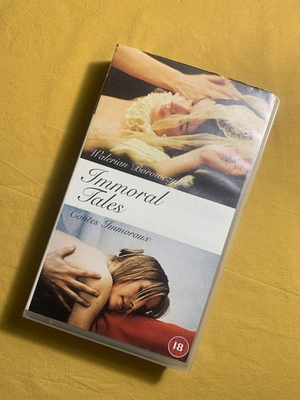 Walerian Borowczyk
Immoral
Tales
Contes Immoraux
18